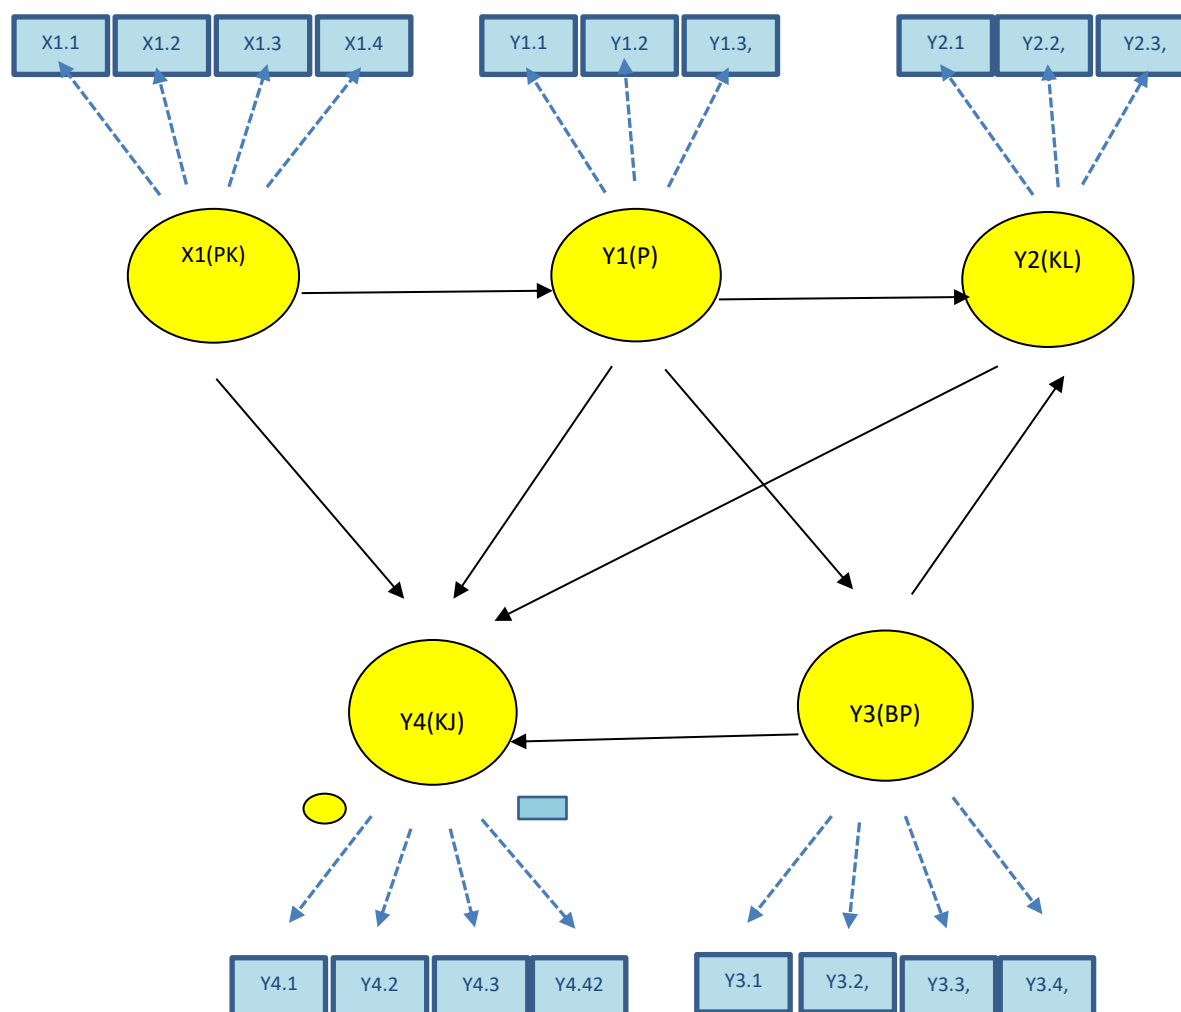 X1.1 X1.2 X1.3 X1.4 Y1.1 Y1.2 Y1.3, Y2.1 Y2.2, Y2.3,
X1(PK) Y1(P) Y2(KL)
Y4(KJ) Y3(BP)
Y4.1 Y4.2 Y4.3 Y4.42 Y3.1 Y3.2, Y3.3, Y3.4,